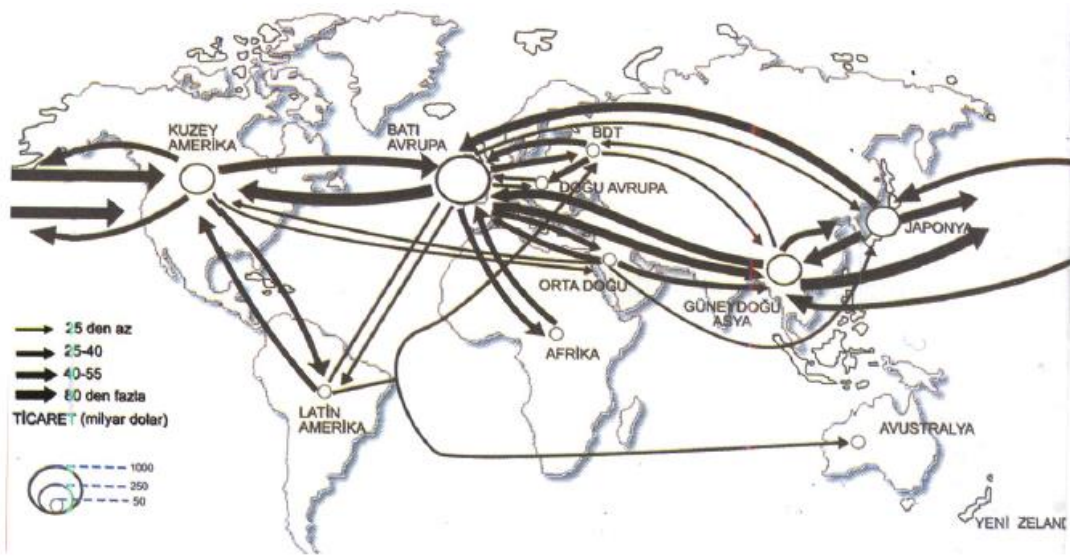 KUZEY
AMERİKA
BATI
AVRUPA
BDT
DOĞU AVRUPA
JAPONYA
ORTA DOĞU
GÜNEYDOĞU
ASYA
AFRİKA
LATİN
AMERİKA
AVUSTRALYA
YENİ ZELAND
25 den az
25-40
40-55
80 den fazla
TİCARET (milyar dolar)
1000
250
50